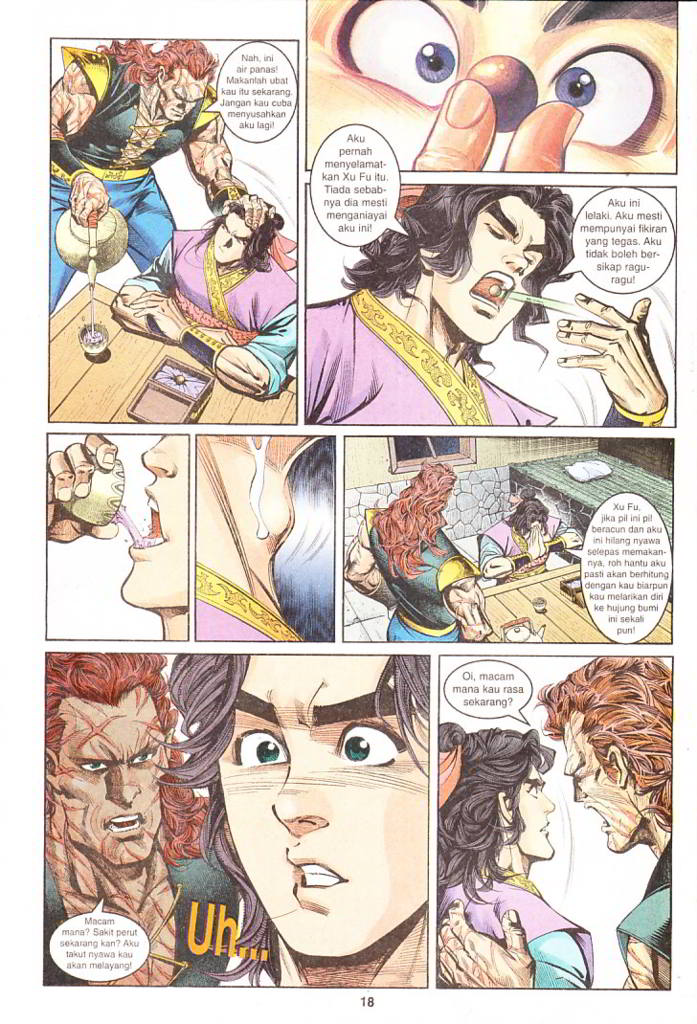 Nah, ini
air panas!
Makanlah ubat
kau itu sekarang.
Jangan kau cuba
menyusahkan
aku lagi!
Aku
pernah
menyelamat-
kan Xu Fu itu.
Tiada sebab-
nya dia mesti
menganiayai
aku ini!
Aku ini
lelaki. Aku mesti
mempunyai fikiran
yang tegas. Aku
tidak boleh ber-
sikap ragu-
ragu!
Xu Fu,
jika pil ini pil
beracun dan aku
ini hilang nyawa
selepas memakan-
nya, roh hantu aku
pasti akan berhitung
dengan kau biarpun
kau melarikan diri
ke hujung bumi
ini sekali
pun!
Macam
mana? Sakit perut
sekarang kan? Aku
takut nyawa kau
akan melayang!
Uh...
Oi, macam
mana kau rasa
sekarang?
18